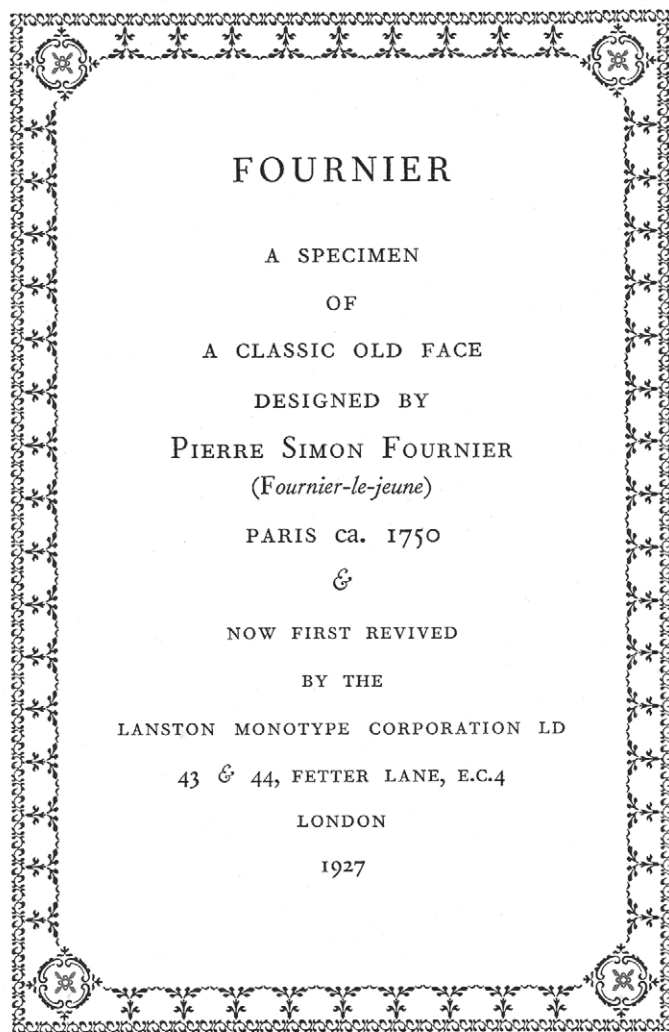 FOURNIER
A SPECIMEN
OF
A CLASSIC OLD FACE
DESIGNED BY
PIERRE SIMON FOURNIER
(Fournier-le-jeune)
PARIS ca. 1750
&
NOW FIRST REVIVED
BY THE
LANSTON MONOTYPE CORPORATION LD
43 & 44, FETTER LANE, E.C.4
LONDON
1927